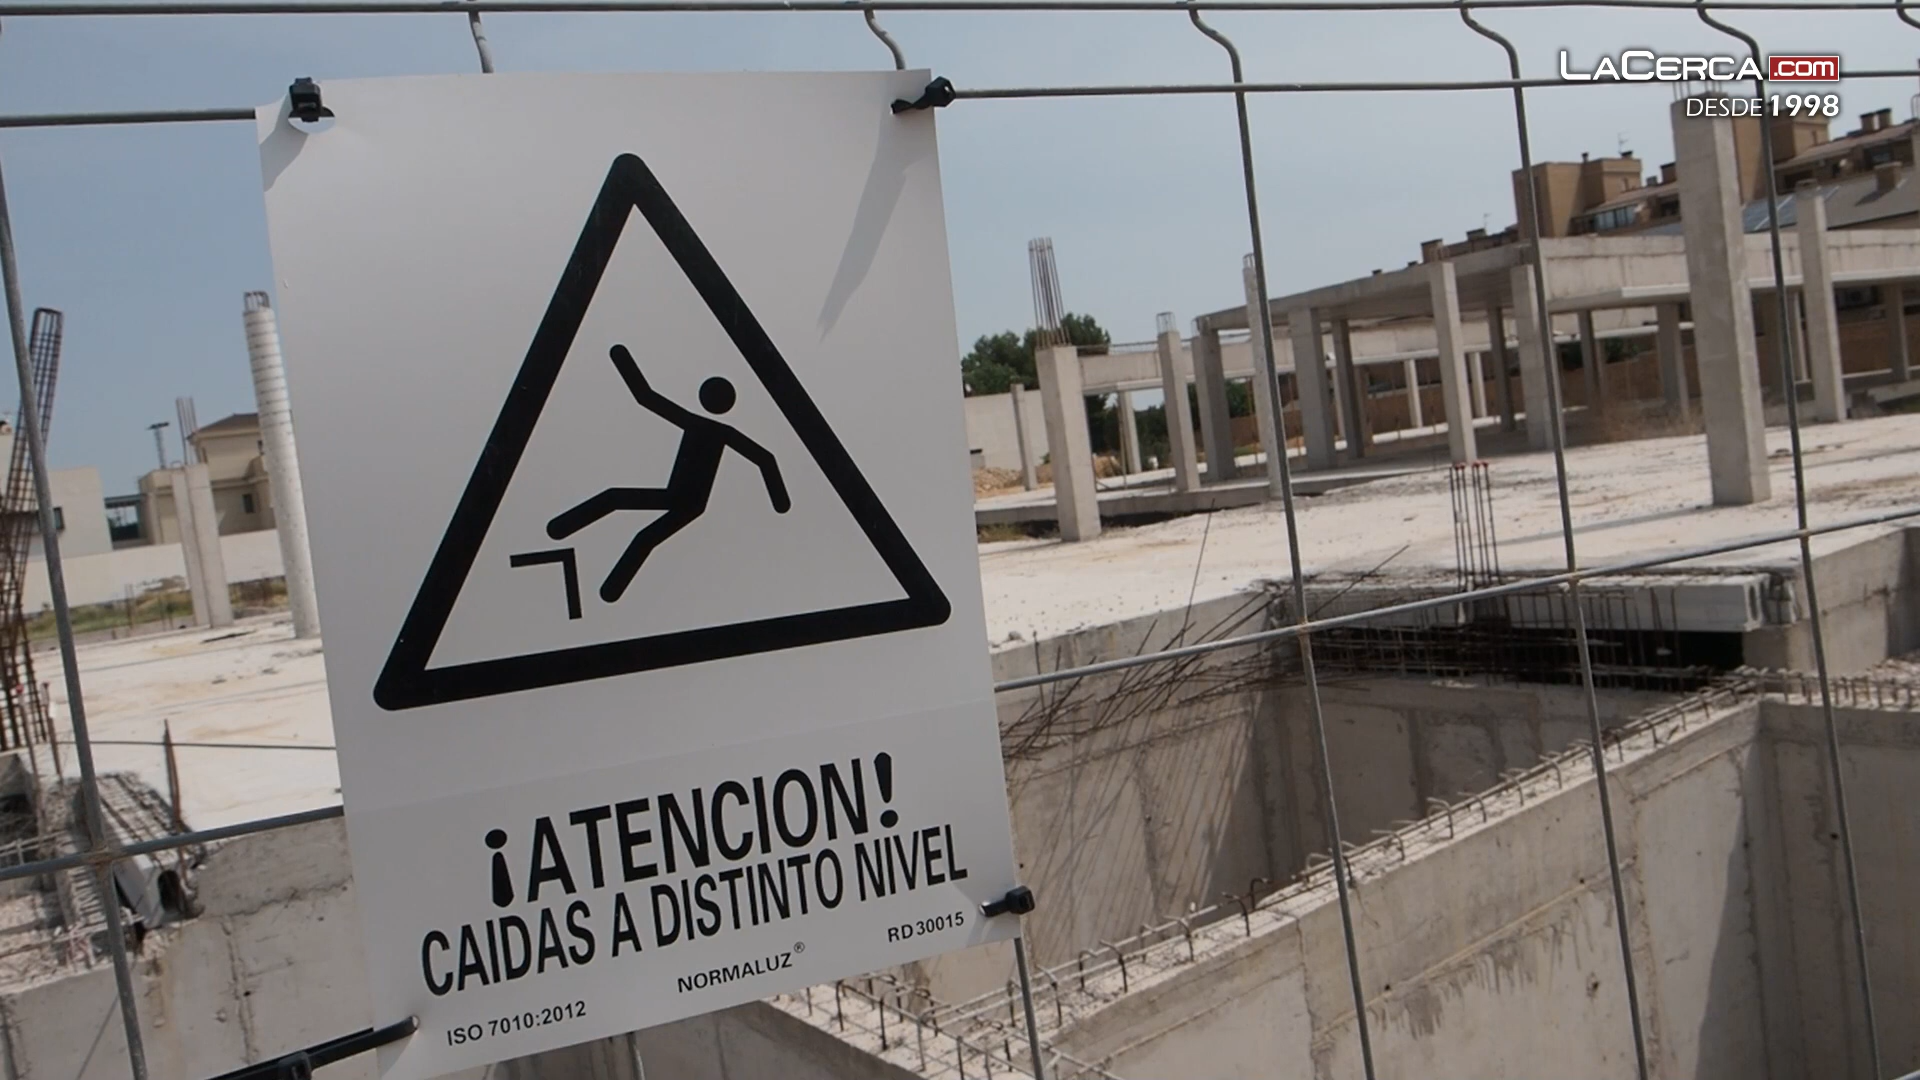 LaCerca.com
DESDE 1998
¡ATENCION!
CAIDAS A DISTINTO NIVEL
RD 30015
NORMALUZ®
ISO 7010:2012